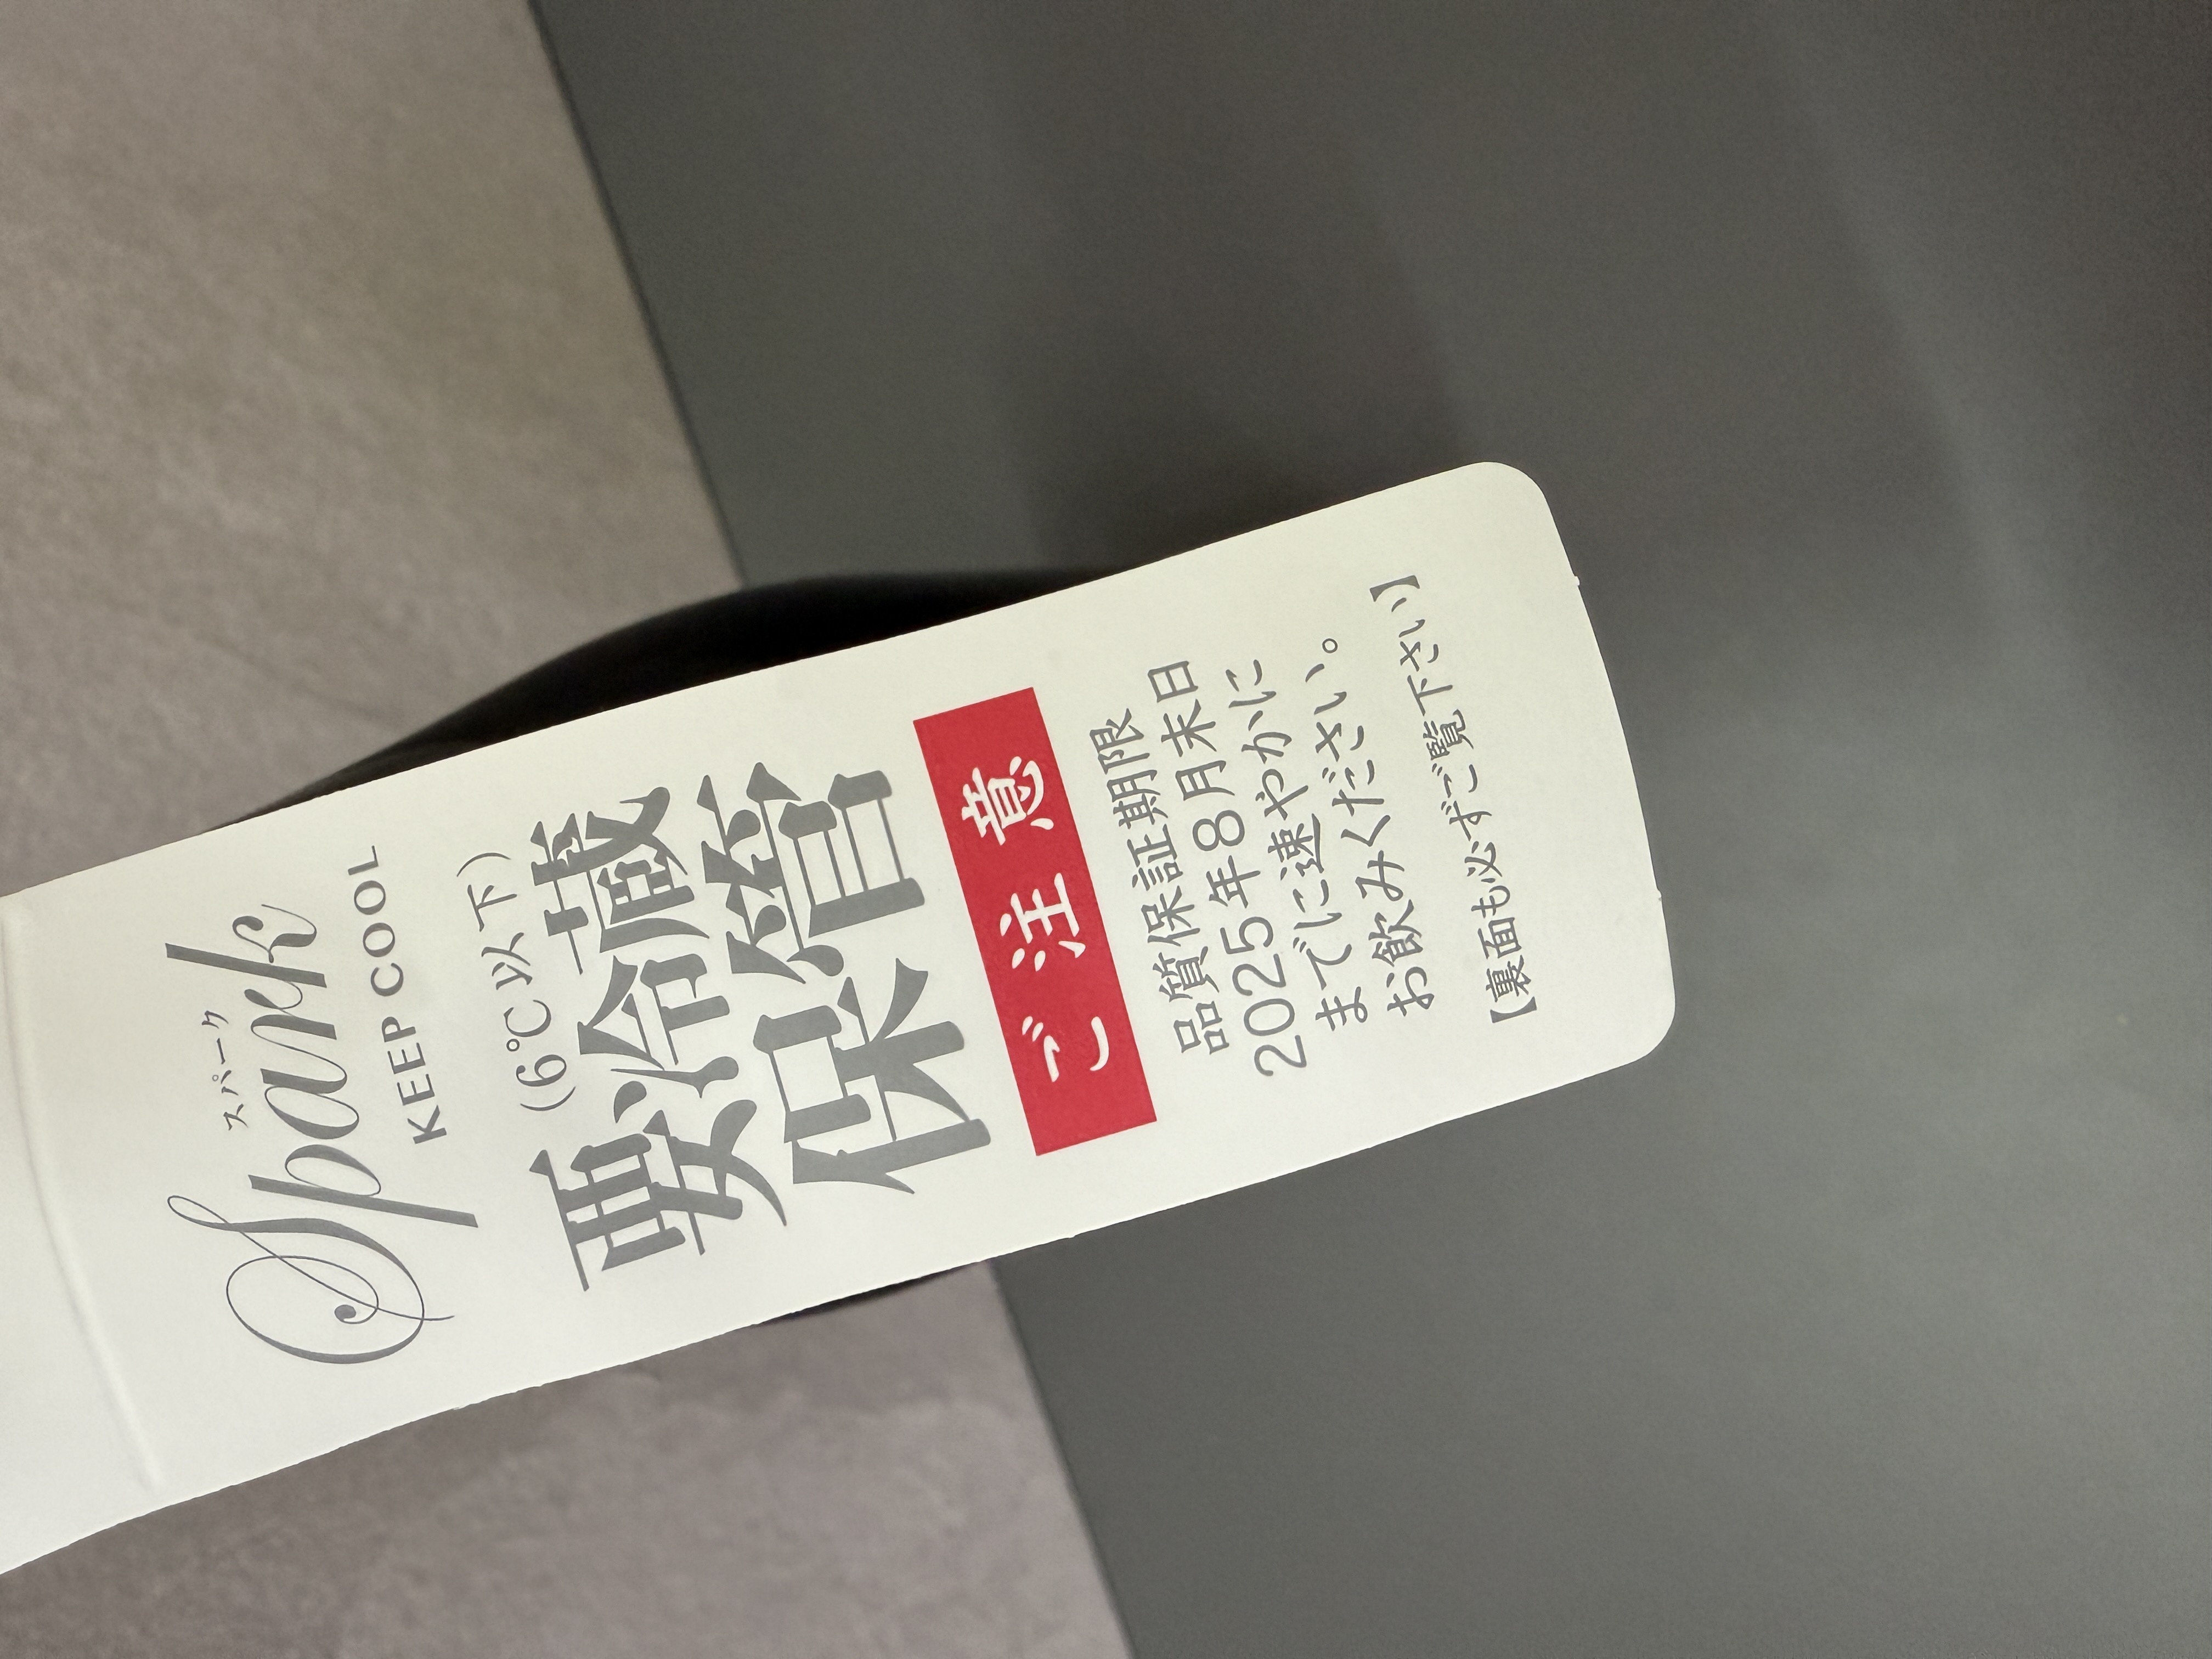 スパーク
Spark
KEEP COOL
(6℃以下)
要冷蔵
保管
ご注意
品質保証期限
2025年8月末日
までに速やかに
お飲みください。
【裏面も必ずご覧下さい】